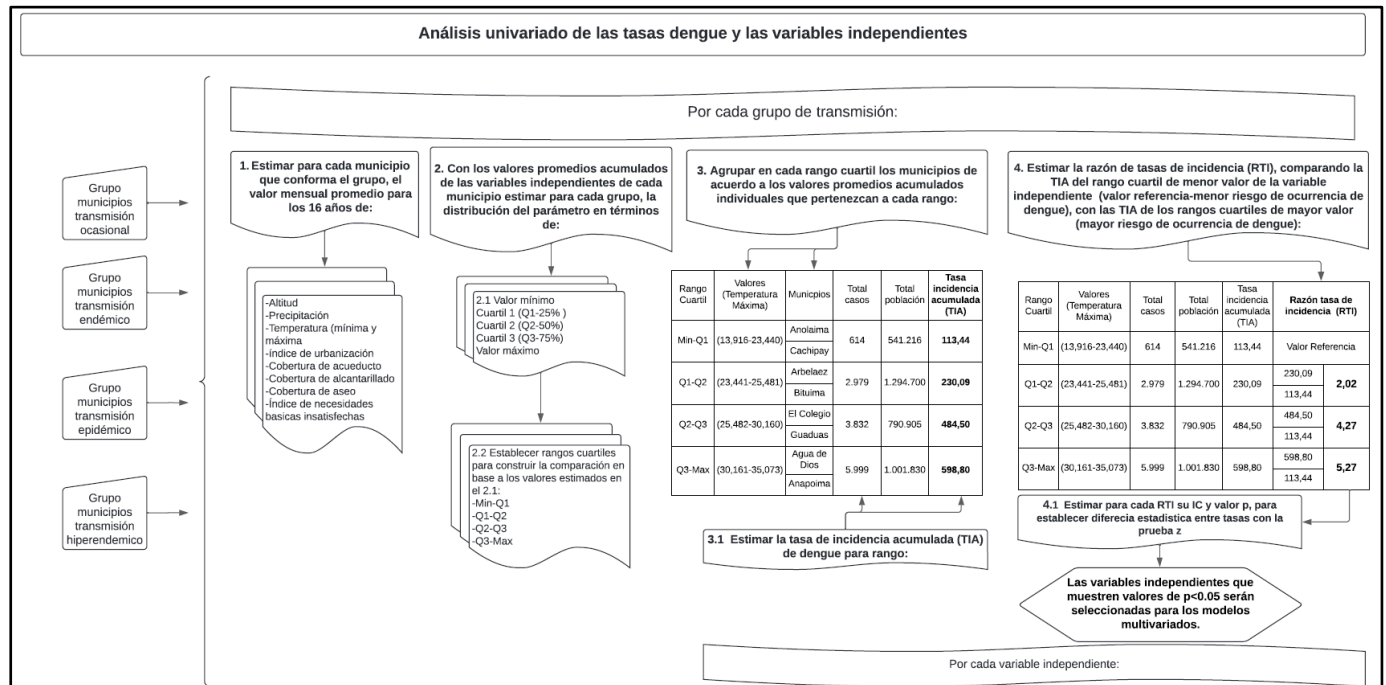 Análisis univariado de las tasas dengue y las variables independientes
Por cada grupo de transmisión:
Grupo
municipios
transmisión
ocasional
Grupo
municipios
transmisión
endémico
Grupo
municipios
transmisión
epidémico
Grupo
municipios
transmisión
hiperendemico
1. Estimar para cada municipio
que conforma el grupo, el
valor mensual promedio para
los 16 años de:
-Altitud
-Precipitación
-Temperatura (mínima y
máxima
-índice de urbanización
-Cobertura de acueducto
-Cobertura de alcantarillado
-Cobertura de aseo
-Índice de necesidades
basicas insatisfechas
2. Con los valores promedios acumulados
de las variables independientes de cada
municipio estimar para cada grupo, la
distribución del parámetro en términos
de:
2.1 Valor mínimo
Cuartil 1 (Q1-25% )
Cuartil 2 (Q2-50%)
Cuartil 3 (Q3-75%)
Valor máximo
2.2 Establecer rangos cuartiles
para construir la comparación en
base a los valores estimados en
el 2.1:
-Min-Q1
-Q1-Q2
-Q2-Q3
-Q3-Max
3. Agrupar en cada rango cuartil los municipios de
acuerdo a los valores promedios acumulados
individuales que pertenezcan a cada rango:
Rango Cuartil Valores (Temperatura Máxima) Municpios Total casos Total población Tasa incidencia acumulada (TIA)
Min-Q1 (13,916-23,440) Anolaima Cachipay 614 541.216 113,44
Q1-Q2 (23,441-25,481) Arbelaez Bituima 2.979 1.294.700 230,09
Q2-Q3 (25,482-30,160) El Colegio Guaduas 3.832 790.905 484,50
Q3-Max (30,161-35,073) Agua de Dios Anapoima 5.999 1.001.830 598,80
3.1 Estimar la tasa de incidencia acumulada (TIA)
de dengue para rango:
4. Estimar la razón de tasas de incidencia (RTI), comparando la
TIA del rango cuartil de menor valor de la variable
independiente (valor referencia-menor riesgo de ocurrencia de
dengue), con las TIA de los rangos cuartiles de mayor valor
(mayor riesgo de ocurrencia de dengue):
Rango Cuartil Valores (Temperatura Máxima) Total casos Total población Tasa incidencia acumulada (TIA) Razón tasa de incidencia (RTI)
Min-Q1 (13,916-23,440) 614 541.216 113,44 Valor Referencia
Q1-Q2 (23,441-25,481) 2.979 1.294.700 230,09 230,09 113,44 2,02
Q2-Q3 (25,482-30,160) 3.832 790.905 484,50 484,50 113,44 4,27
Q3-Max (30,161-35,073) 5.999 1.001.830 598,80 598,80 113,44 5,27
4.1 Estimar para cada RTI su IC y valor p, para
establecer diferecia estadistica entre tasas con la
prueba z
Las variables independientes que
muestren valores de p<0.05 serán
seleccionadas para los modelos
multivariados.
Por cada variable independiente: